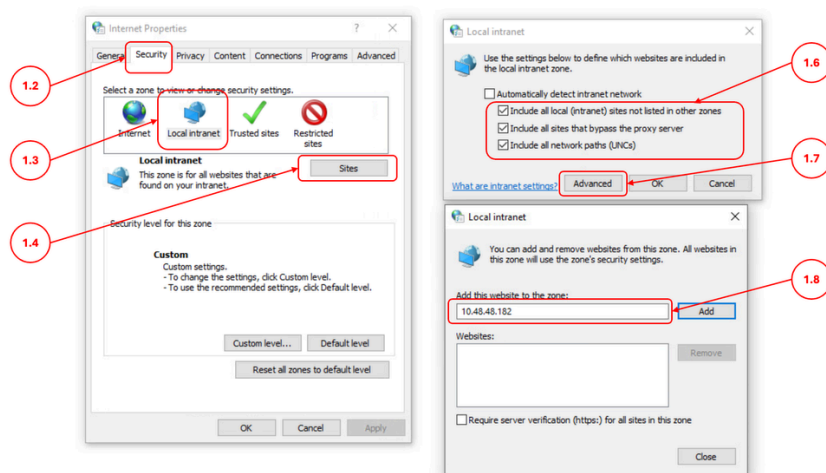 Internet Properties
General Security Privacy Content Connections Programs Advanced
Select a zone to view or change security settings.
Internet Local intranet Trusted sites Restricted
sites
Local intranet
This zone is for all websites that are
found on your intranet.
Sites
Security level for this zone
Custom
Custom settings.
- To change the settings, click Custom level.
- To use the recommended settings, click Default level.
Custom level... Default level
Reset all zones to default level
OK Cancel Apply
1.2
1.3
1.4
Local intranet
Use the settings below to define which websites are included in
the local intranet zone.
Automatically detect intranet network
Include all local (intranet) sites not listed in other zones
Include all sites that bypass the proxy server
Include all network paths (UNCs)
What are intranet settings? Advanced OK Cancel
1.6
1.7
Local intranet
You can add and remove websites from this zone. All websites in
this zone will use the zone's security settings.
Add this website to the zone:
10.48.48.182 Add
Websites:
Remove
Require server verification (https:) for all sites in this zone
Close
1.8